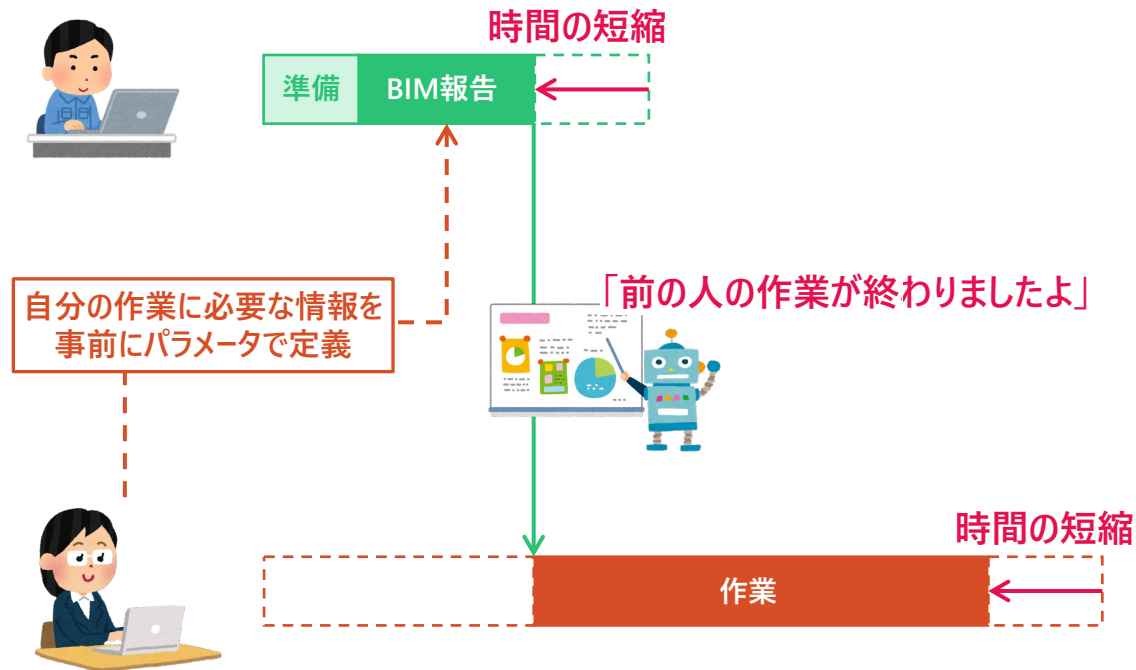 時間の短縮
準備
BIM報告
自分の作業に必要な情報を
事前にパラメータで定義
「前の人の作業が終わりましたよ」
時間の短縮
作業